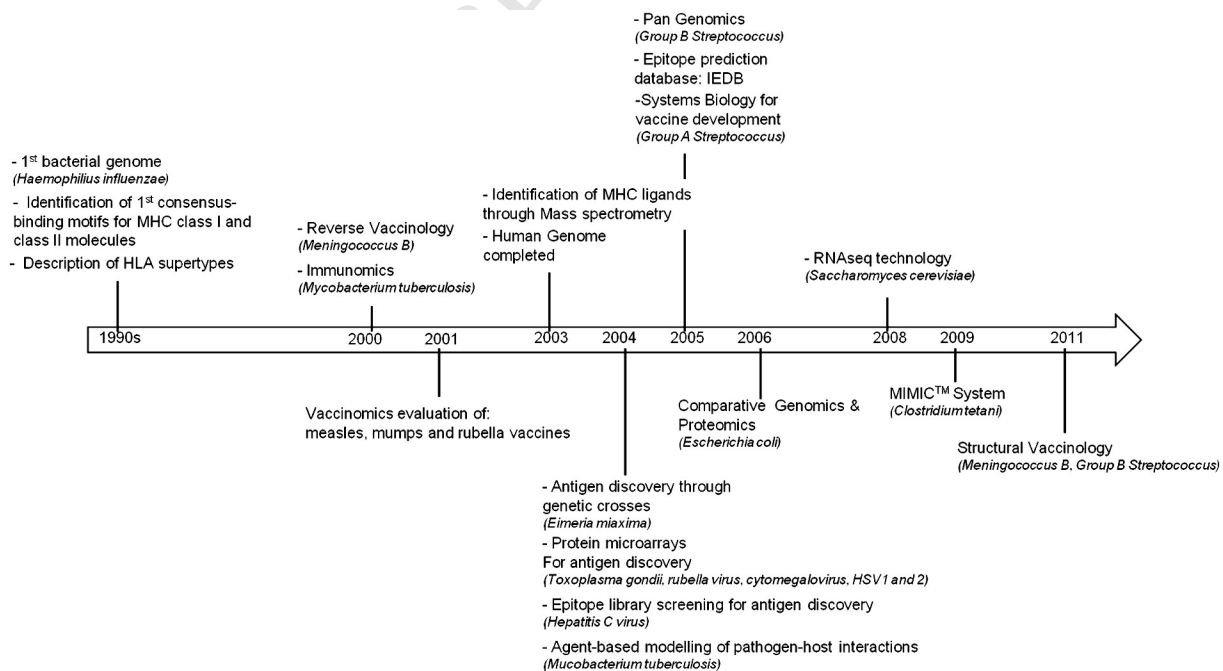 - 1st bacterial genome
(Haemophilius influenzae)
- Identification of 1st consensus-
binding motifs for MHC class I and
class II molecules
- Description of HLA supertypes
- Reverse Vaccinology
(Meningococcus B)
- Immunomics
(Mycobacterium tuberculosis)
- Identification of MHC ligands
through Mass spectrometry
- Human Genome
completed
- Pan Genomics
(Group B Streptococcus)
- Epitope prediction
database: IEDB
-Systems Biology for
vaccine development
(Group A Streptococcus)
- RNAseq technology
(Saccharomyces cerevisiae)
1990s 2000 2001 2003 2004 2005 2006 2008 2009 2011
Vaccinomics evaluation of:
measles, mumps and rubella vaccines
- Antigen discovery through
genetic crosses
(Eimeria miaxima)
- Protein microarrays
For antigen discovery
(Toxoplasma gondii, rubella virus, cytomegalovirus, HSV1 and 2)
- Epitope library screening for antigen discovery
(Hepatitis C virus)
- Agent-based modelling of pathogen-host interactions
(Mucobacterium tuberculosis)
Comparative Genomics &
Proteomics
(Escherichia coli)
MIMIC™ System
(Clostridium tetani)
Structural Vaccinology
(Meningococcus B, Group B Streptococcus)